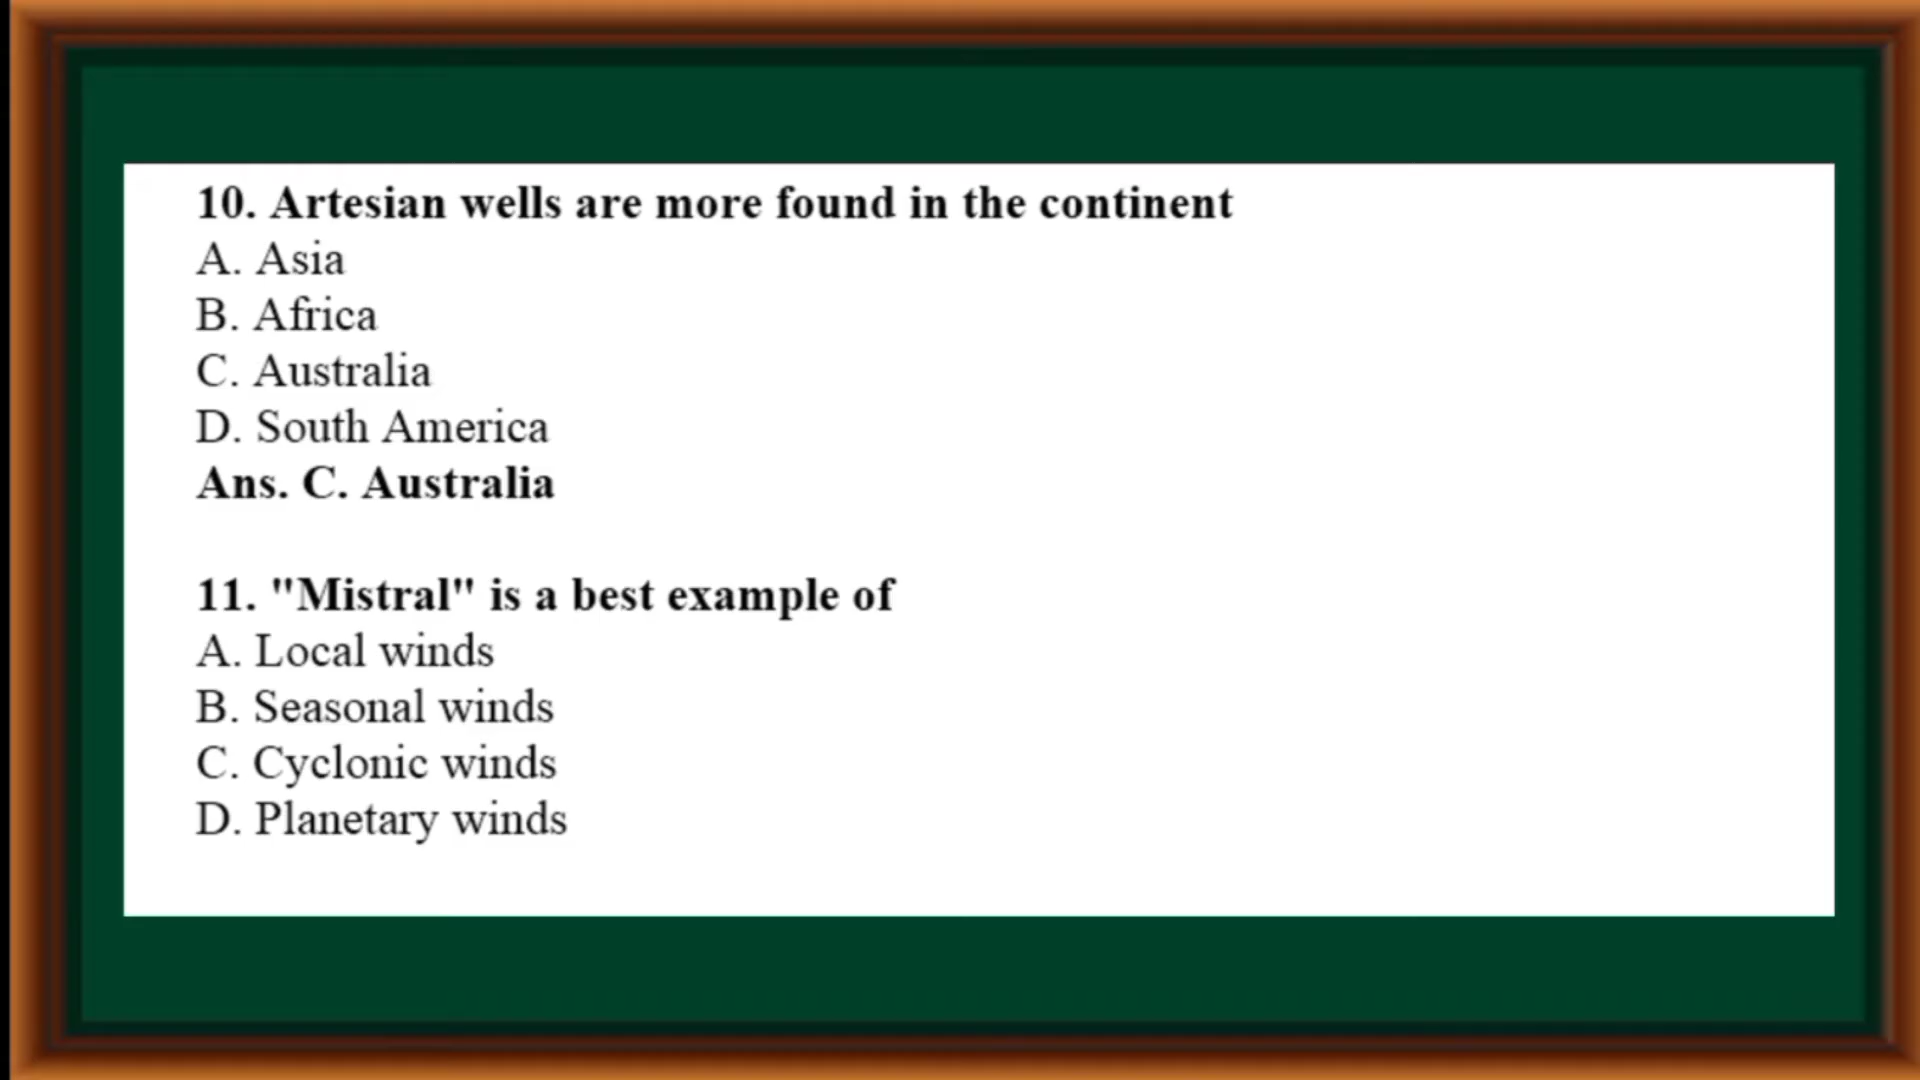 10. Artesian wells are more found in the continent
A. Asia
B. Africa
C. Australia
D. South America
Ans. C. Australia
11. "Mistral" is a best example of
A. Local winds
B. Seasonal winds
C. Cyclonic winds
D. Planetary winds